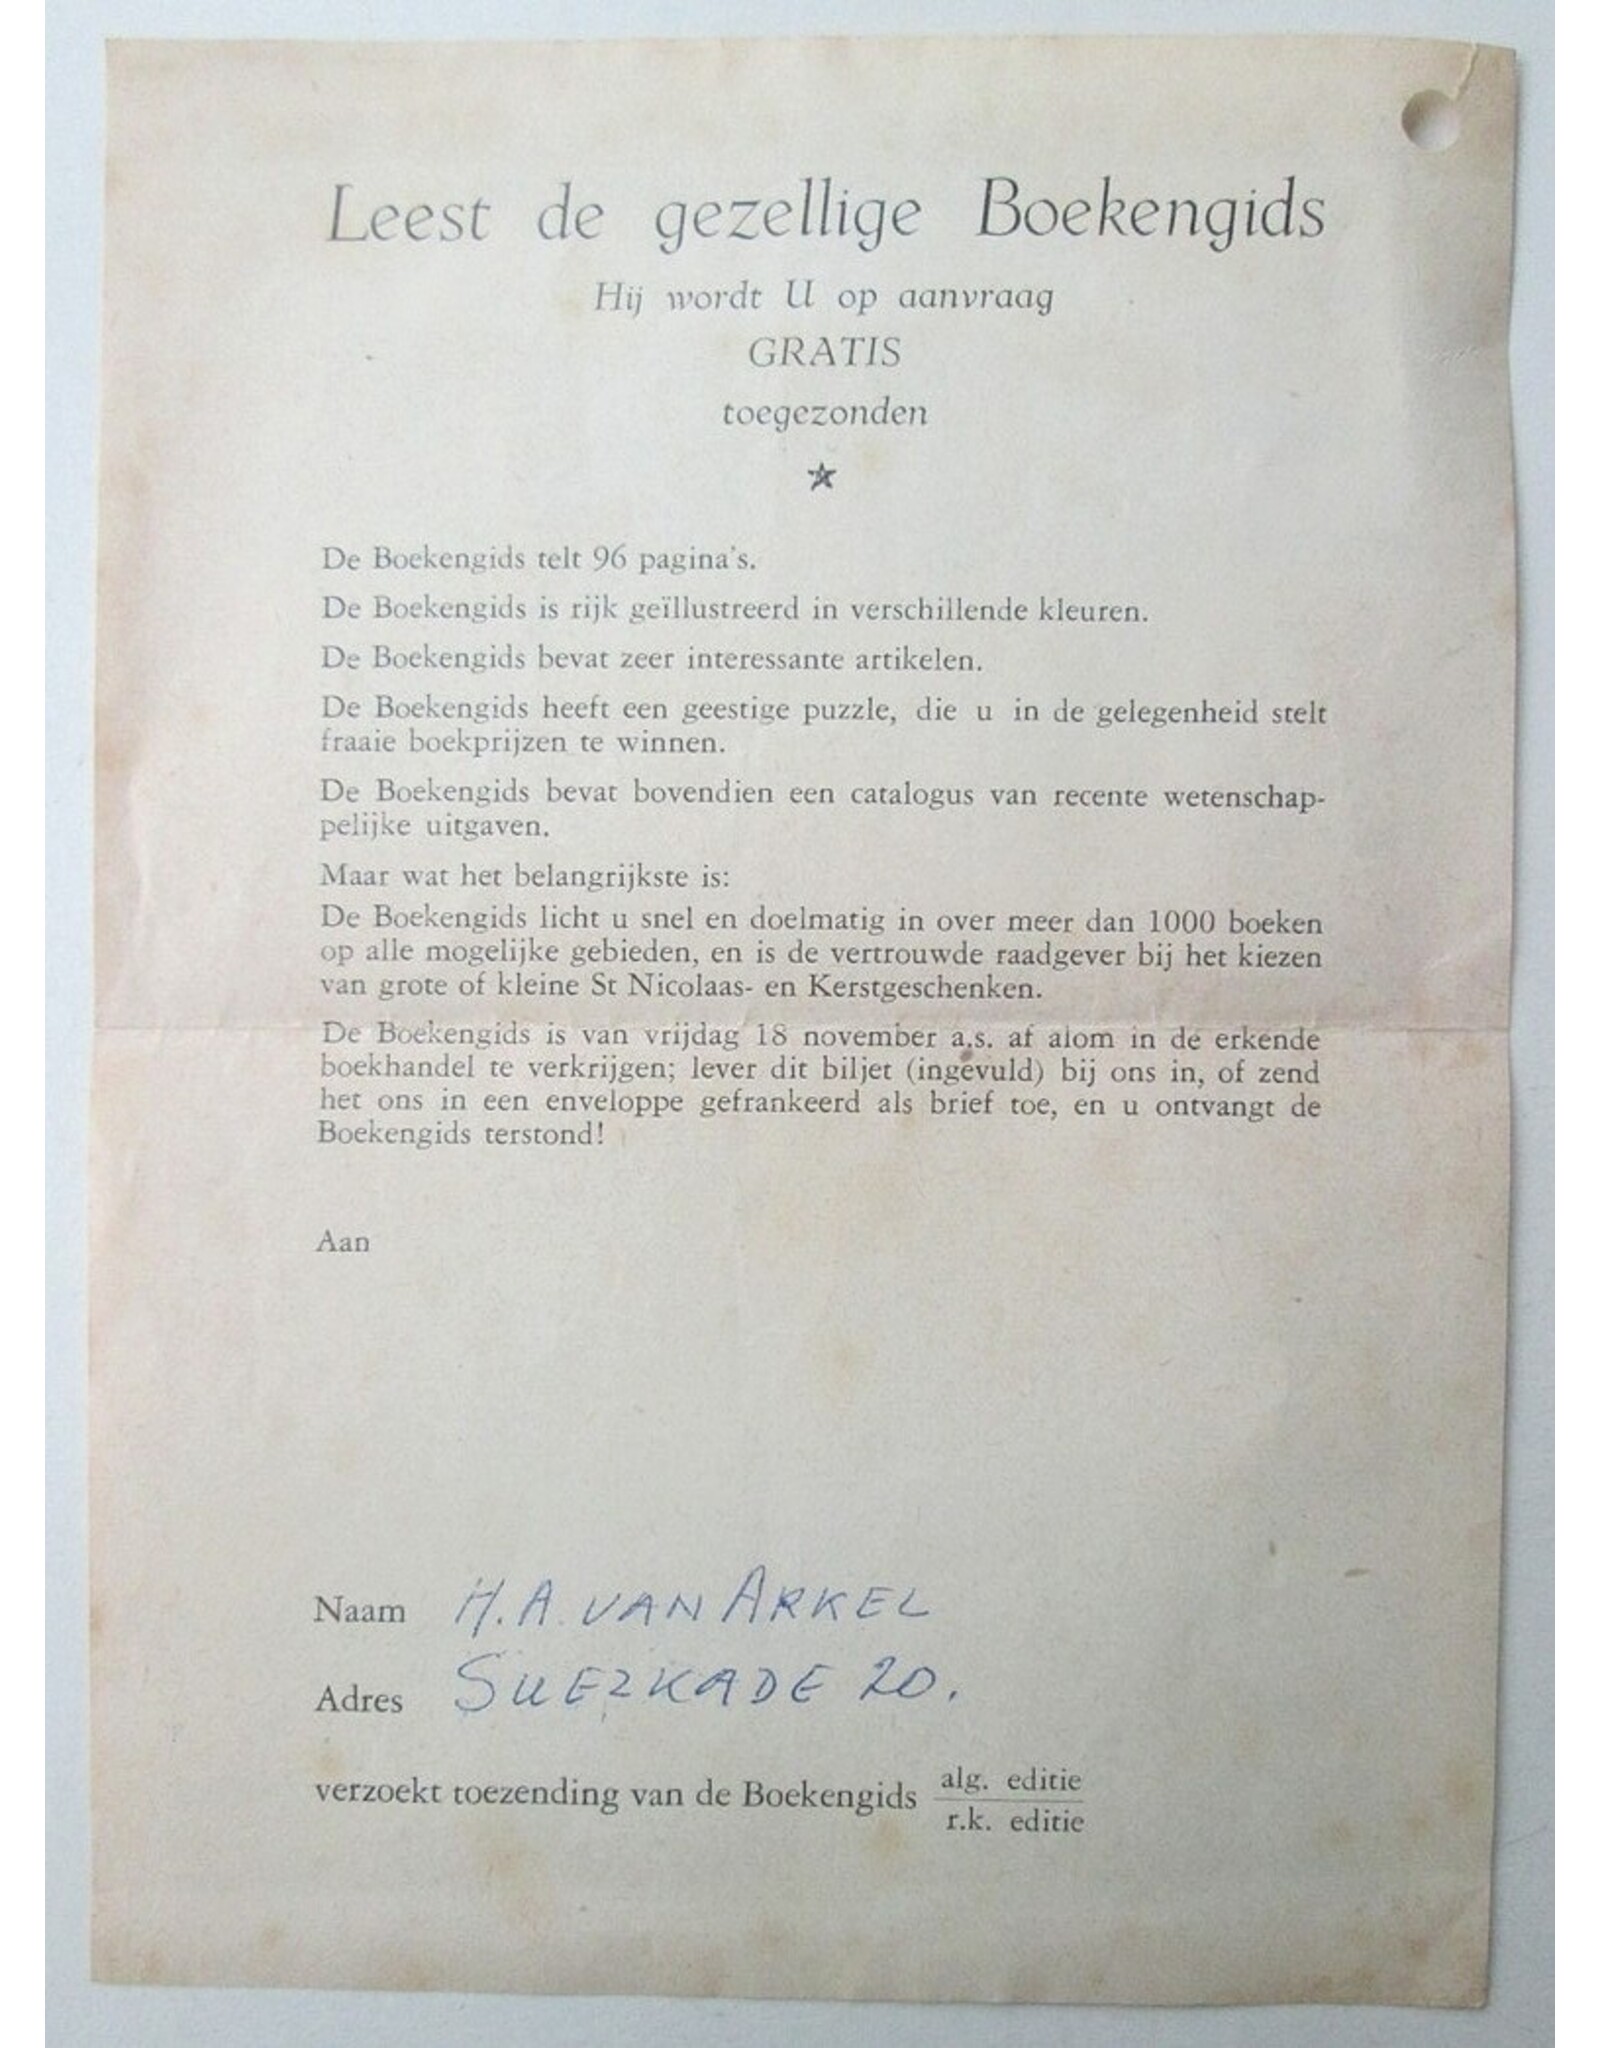 Leest de gezellige Boekengids
Hij wordt U op aanvraag
GRATIS
toegezonden
De Boekengids telt 96 pagina's.
De Boekengids is rijk geïllustreerd in verschillende kleuren.
De Boekengids bevat zeer interessante artikelen.
De Boekengids heeft een geestige puzzle, die u in de gelegenheid stelt
fraaie boekprijzen te winnen.
De Boekengids bevat bovendien een catalogus van recente wetenschap-
pelijke uitgaven.
Maar wat het belangrijkste is:
De Boekengids licht u snel en doelmatig in over meer dan 1000 boeken
op alle mogelijke gebieden, en is de vertrouwde raadgever bij het kiezen
van grote of kleine St Nicolaas- en Kerstgeschenken.
De Boekengids is van vrijdag 18 november a.s. af alom in de erkende
boekhandel te verkrijgen; lever dit biljet (ingevuld) bij ons in, of zend
het ons in een enveloppe gefrankeerd als brief toe, en u ontvangt de
Boekengids terstond!
Aan
Naam H. A. VAN ARKEL
Adres SUEZKADE 20.
verzoekt toezending van de Boekengids alg. editie
r.k. editie